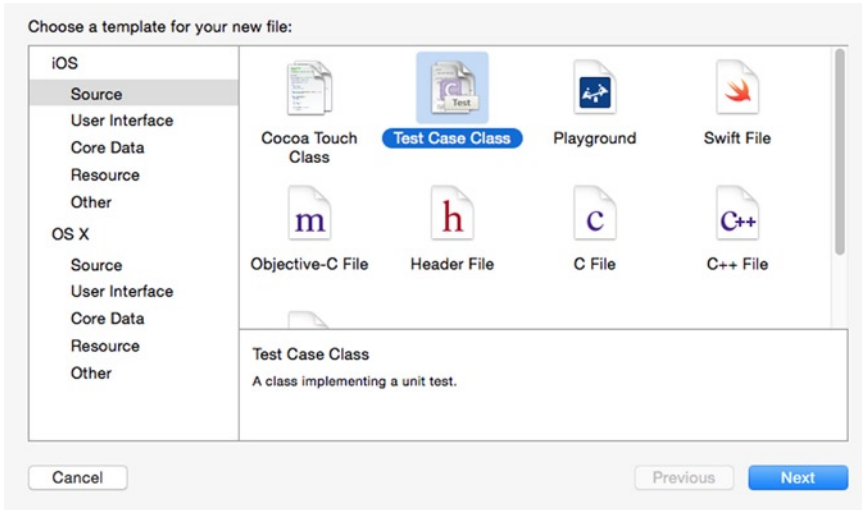 Choose a template for your new file:
iOS
Source
User Interface
Core Data
Resource
Other
OS X
Source
User Interface
Core Data
Resource
Other
C
Test
m
h
c
C++
Cocoa Touch
Class
Test Case Class
Playground
Swift File
Objective-C File
Header File
C File
C++ File
Test Case Class
A class implementing a unit test.
Cancel
Previous
Next